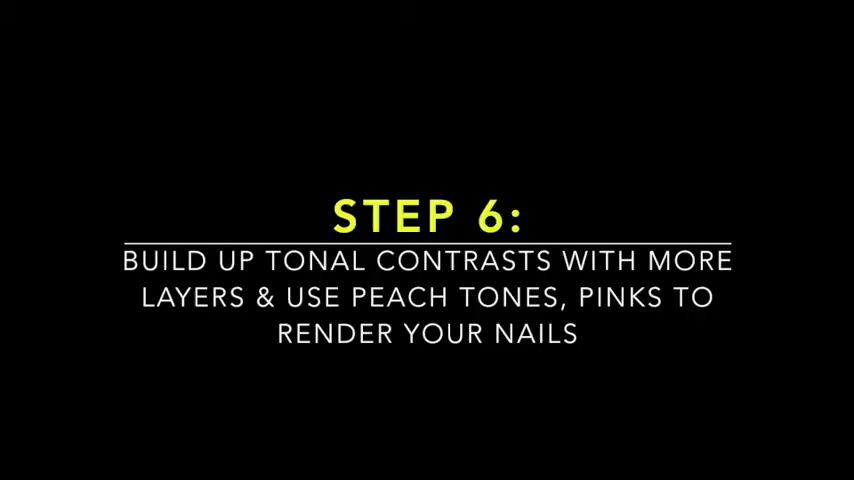 STEP 6:
BUILD UP TONAL CONTRASTS WITH MORE
LAYERS & USE PEACH TONES, PINKS TO
RENDER YOUR NAILS